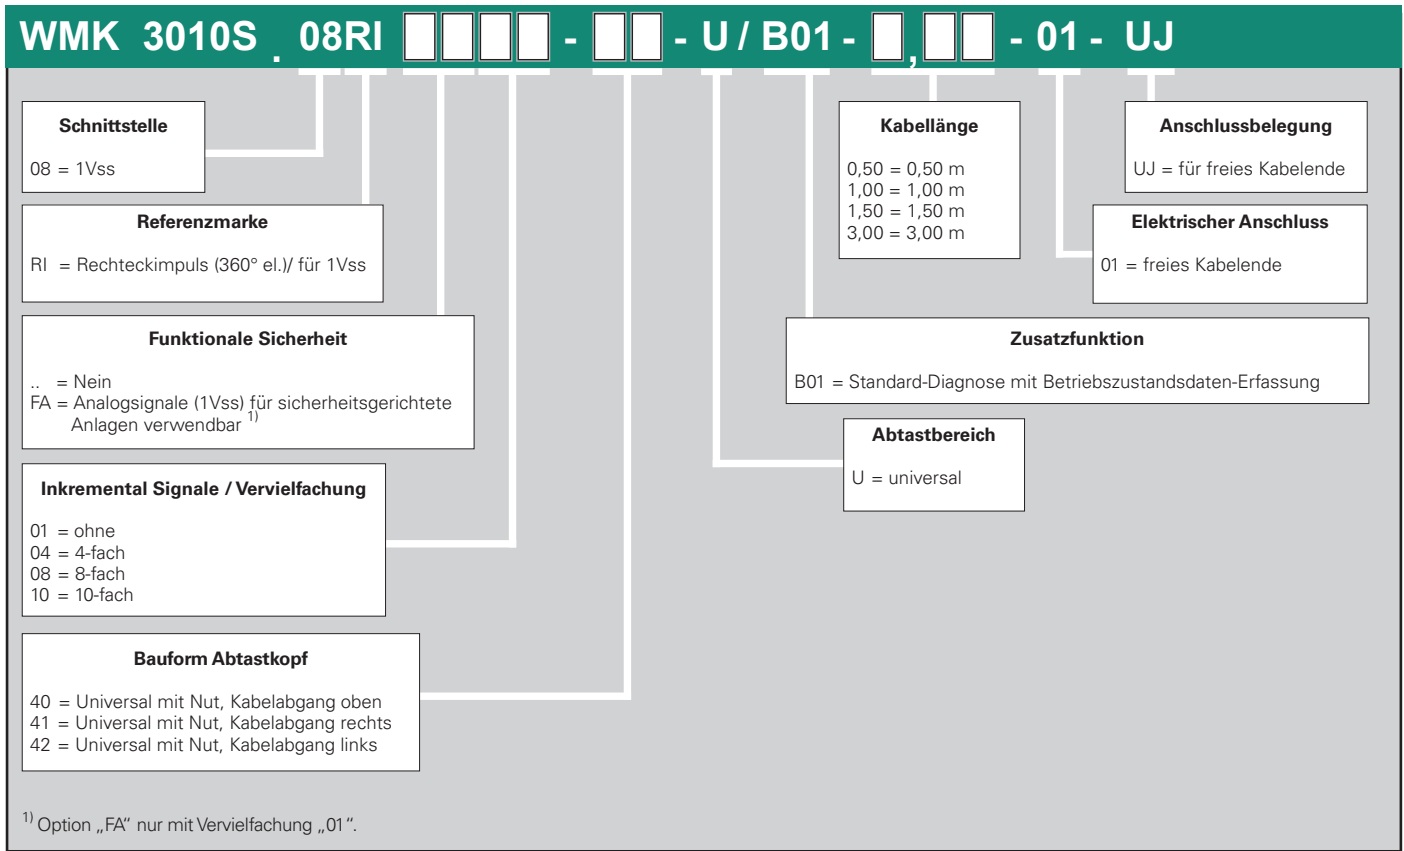 WMK 3010S . 08RI □□□□ - □□ - U / B01 - □,□□ - 01 - UJ
Schnittstelle
08 = 1Vss
Referenzmarke
RI = Rechteckimpuls (360° el.)/ für 1Vss
Funktionale Sicherheit
.. = Nein
FA = Analogsignale (1Vss) für sicherheitsgerichtete
Anlagen verwendbar 1)
Inkremental Signale / Vervielfachung
01 = ohne
04 = 4-fach
08 = 8-fach
10 = 10-fach
Bauform Abtastkopf
40 = Universal mit Nut, Kabelabgang oben
41 = Universal mit Nut, Kabelabgang rechts
42 = Universal mit Nut, Kabelabgang links
Kabellänge
0,50 = 0,50 m
1,00 = 1,00 m
1,50 = 1,50 m
3,00 = 3,00 m
Anschlussbelegung
UJ = für freies Kabelende
Elektrischer Anschluss
01 = freies Kabelende
Zusatzfunktion
B01 = Standard-Diagnose mit Betriebszustandsdaten-Erfassung
Abtastbereich
U = universal
1) Option „FA“ nur mit Vervielfachung „01“.